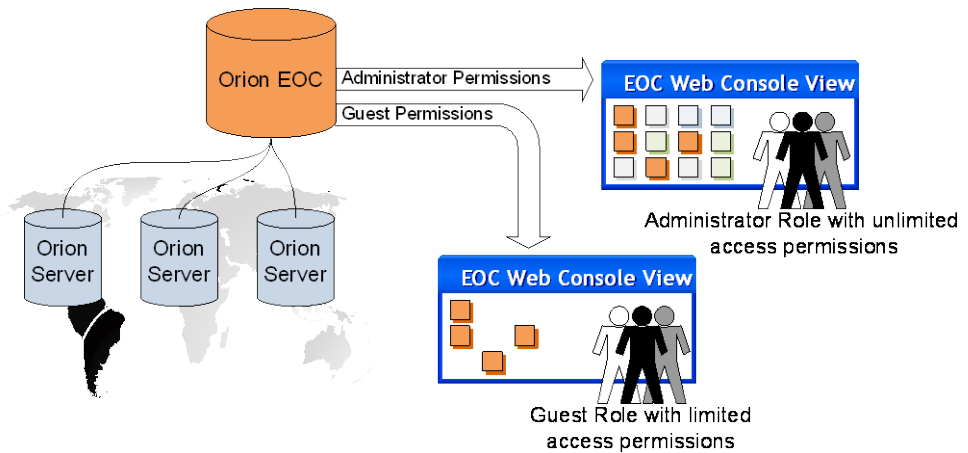 Orion EOC
Administrator Permissions
Guest Permissions
EOC Web Console View
Administrator Role with unlimited
access permissions
Orion
Server
Orion
Server
Orion
Server
EOC Web Console View
Guest Role with limited
access permissions